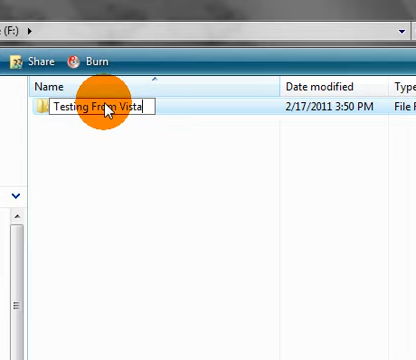 (F:)
Share Burn
Name Date modified Type
Testing From Vista 2/17/2011 3:50 PM File F